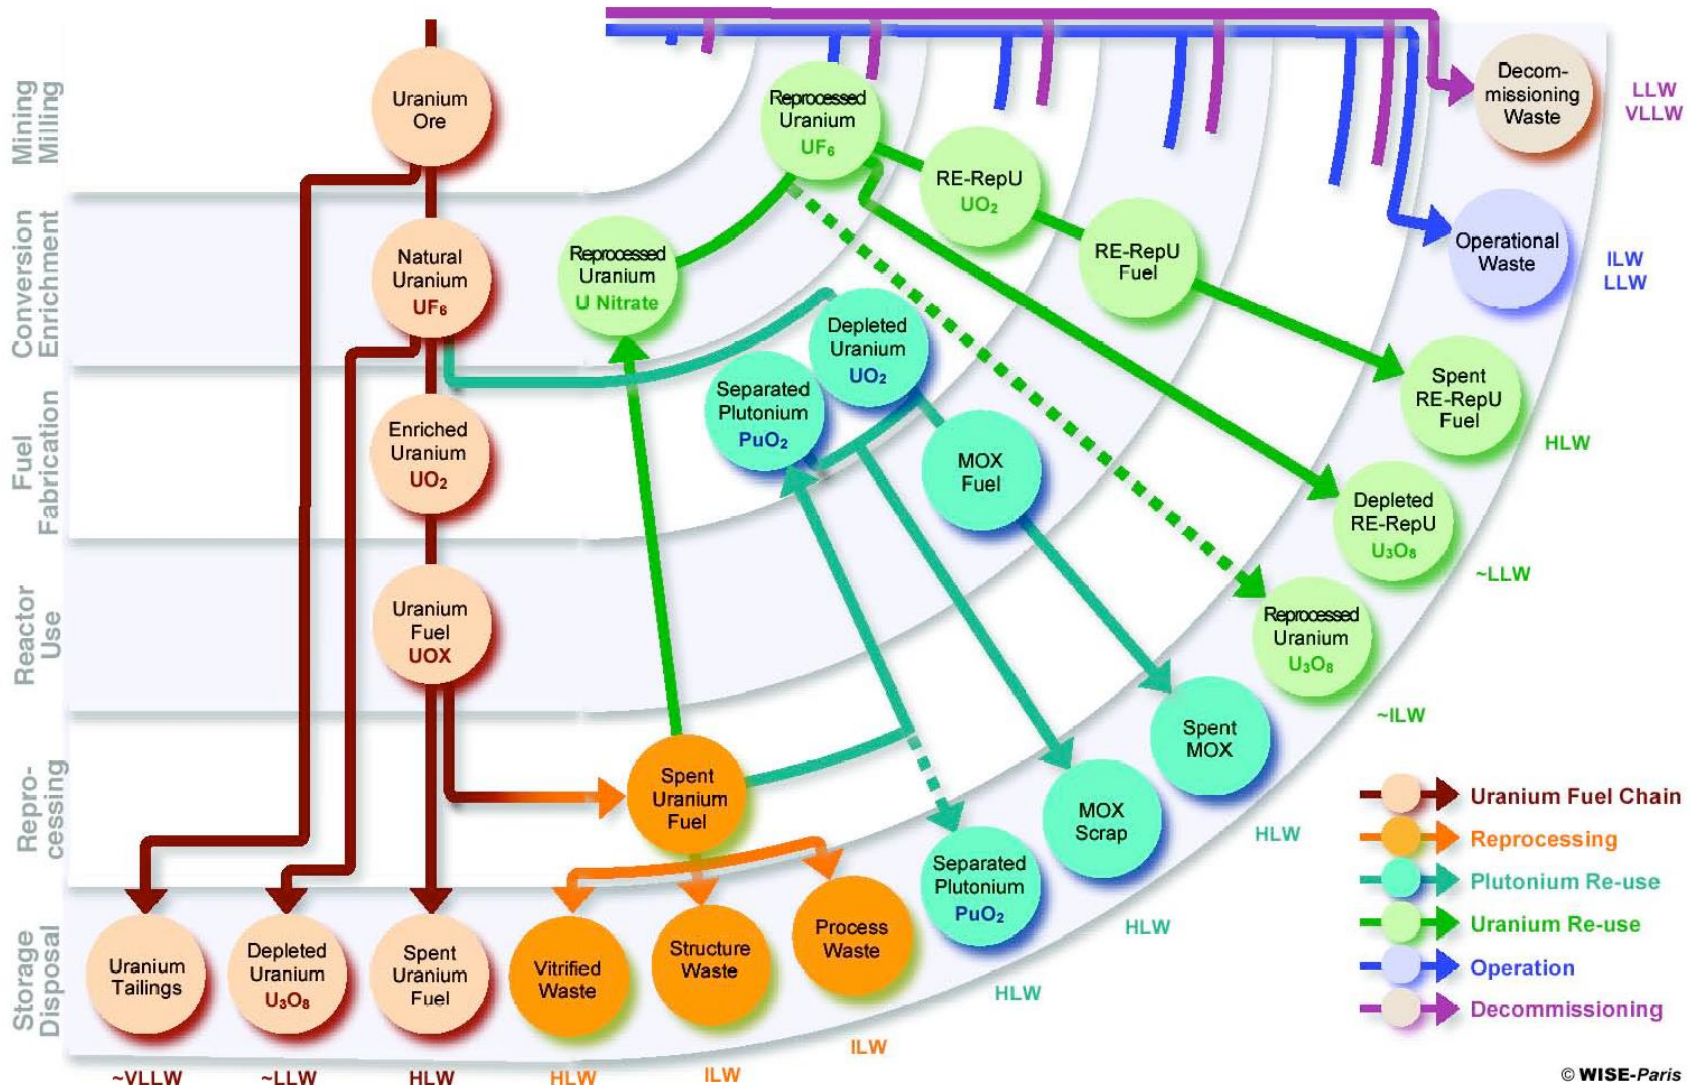 Mining
Milling
Conversion
Enrichment
Fuel
Fabrication
Reactor
Use
Repro-
cessing
Storage
Disposal
Uranium
Ore
Natural
Uranium
UF₆
Enriched
Uranium
UO₂
Uranium
Fuel
UOX
Reprocessed
Uranium
UF₆
RE-RepU
UO₂
RE-RepU
Fuel
Reprocessed
Uranium
U Nitrate
Depleted
Uranium
UO₂
Separated
Plutonium
PuO₂
MOX
Fuel
Spent
Uranium
Fuel
Decom-
missioning
Waste
LLW
VLLW
Operational
Waste
ILW
LLW
Spent
RE-RepU
Fuel
HLW
Depleted
RE-RepU
U₃O₈
~LLW
Reprocessed
Uranium
U₃O₈
~ILW
Spent
MOX
HLW
MOX
Scrap
HLW
Separated
Plutonium
PuO₂
HLW
Process
Waste
ILW
Structure
Waste
ILW
Vitrified
Waste
HLW
Spent
Uranium
Fuel
HLW
Depleted
Uranium
U₃O₈
~LLW
Uranium
Tailings
~VLLW
Uranium Fuel Chain
Reprocessing
Plutonium Re-use
Uranium Re-use
Operation
Decommissioning
© WISE-Paris